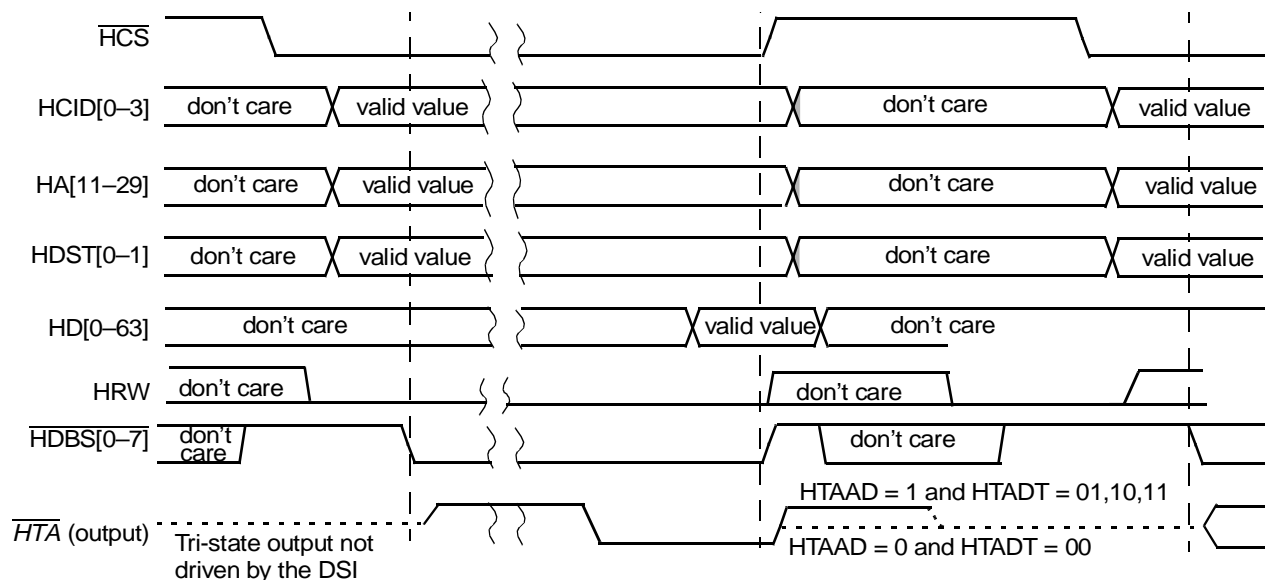 HCS
HCID[0–3] don't care valid value don't care valid value
HA[11–29] don't care valid value don't care valid value
HDST[0–1] don't care valid value don't care valid value
HD[0–63] don't care valid value don't care
HRW don't care don't care
HDBS[0–7] don't care don't care
HTAAD = 1 and HTADT = 01,10,11
HTA (output)
HTAAD = 0 and HTADT = 00
Tri-state output not
driven by the DSI